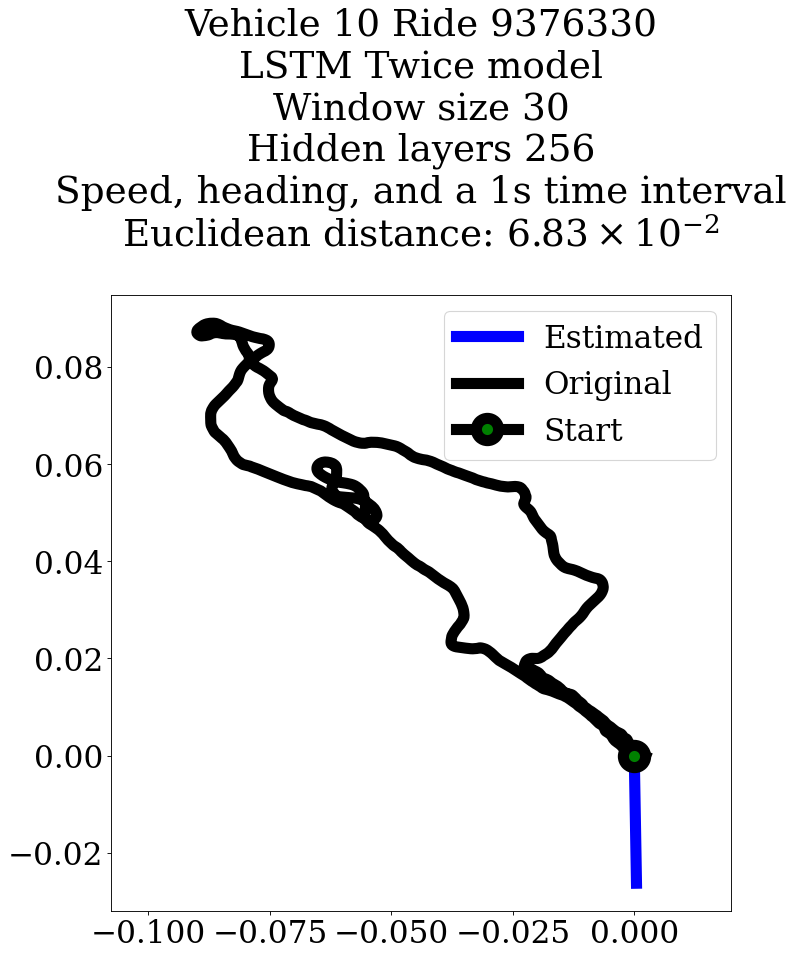 Vehicle 10 Ride 9376330
LSTM Twice model
Window size 30
Hidden layers 256
Speed, heading, and a 1s time interval
Euclidean distance: 6.83 × 10⁻²
Estimated
Original
Start
0.08
0.06
0.04
0.02
0.00
−0.02
−0.100 −0.075 −0.050 −0.025 0.000